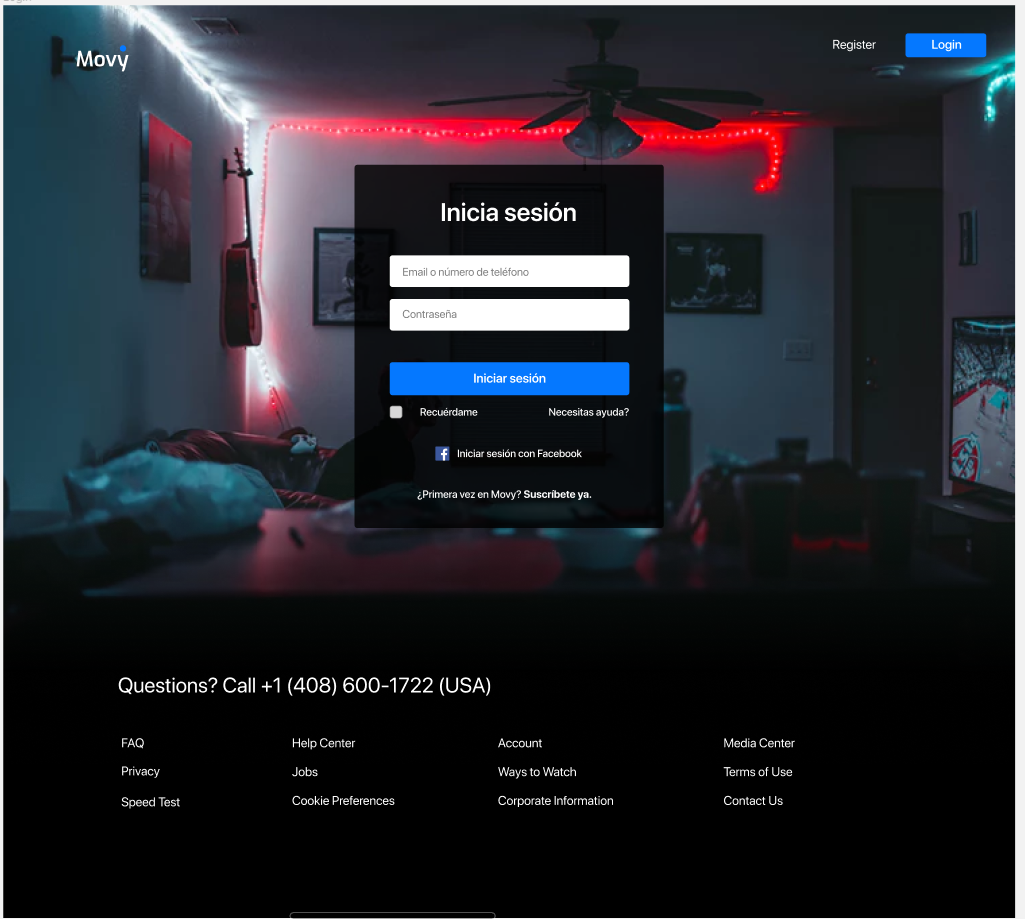 Login
Movy
Register
Login
Inicia sesión
Email o número de teléfono
Contraseña
Iniciar sesión
Recuérdame
Necesitas ayuda?
Iniciar sesión con Facebook
¿Primera vez en Movy? Suscríbete ya.
Questions? Call +1 (408) 600-1722 (USA)
FAQ
Help Center
Account
Media Center
Privacy
Jobs
Ways to Watch
Terms of Use
Speed Test
Cookie Preferences
Corporate Information
Contact Us